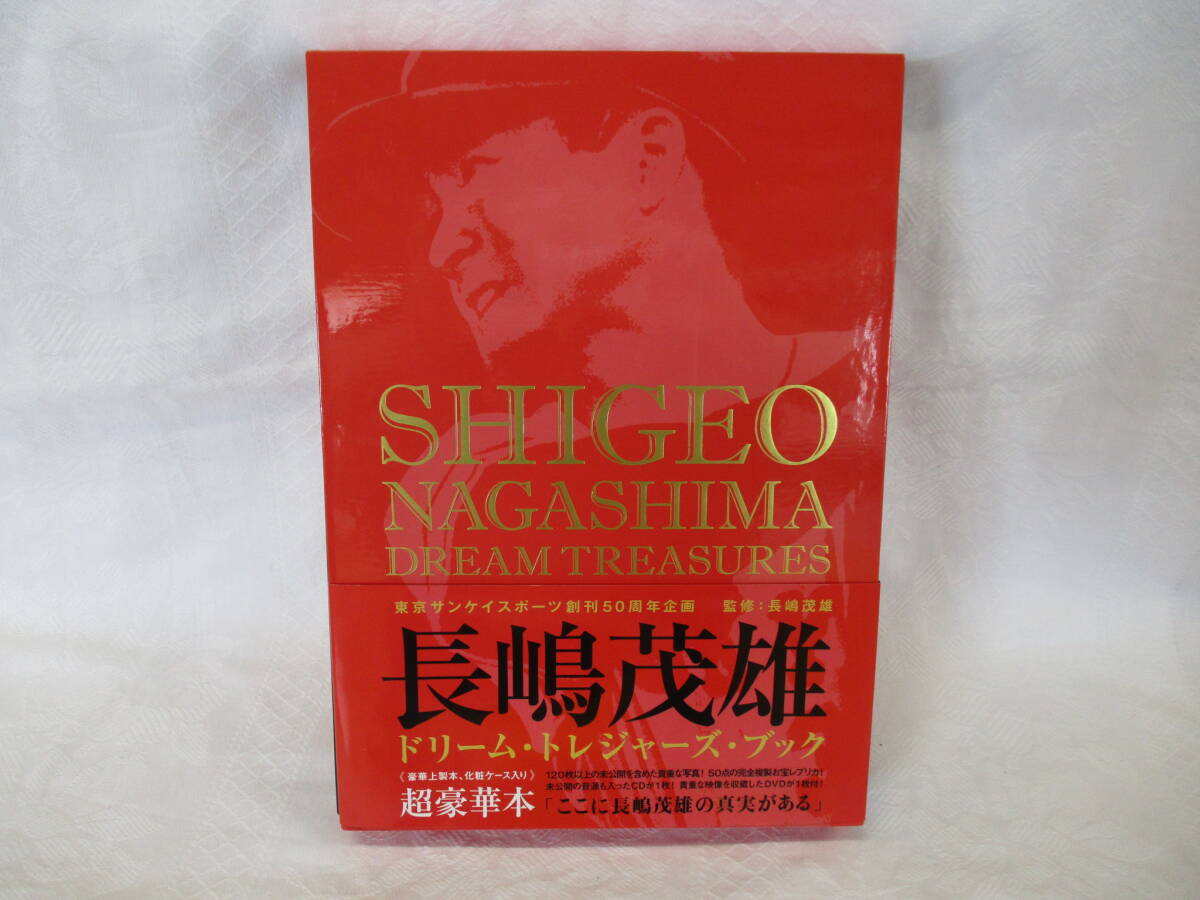 SHIGEO
NAGASHIMA
DREAM TREASURES
東京サンケイスポーツ創刊50周年企画　監修：長嶋茂雄
長嶋茂雄
ドリーム・トレジャーズ・ブック
《豪華上製本、化粧ケース入り》
超豪華本
120枚以上の未公開を含めた貴重な写真！50点の完全複製お宝レプリカ！
未公開の音源も入ったCDが1枚！貴重な映像を収蔵したDVDが1枚付！
「ここに長嶋茂雄の真実がある」